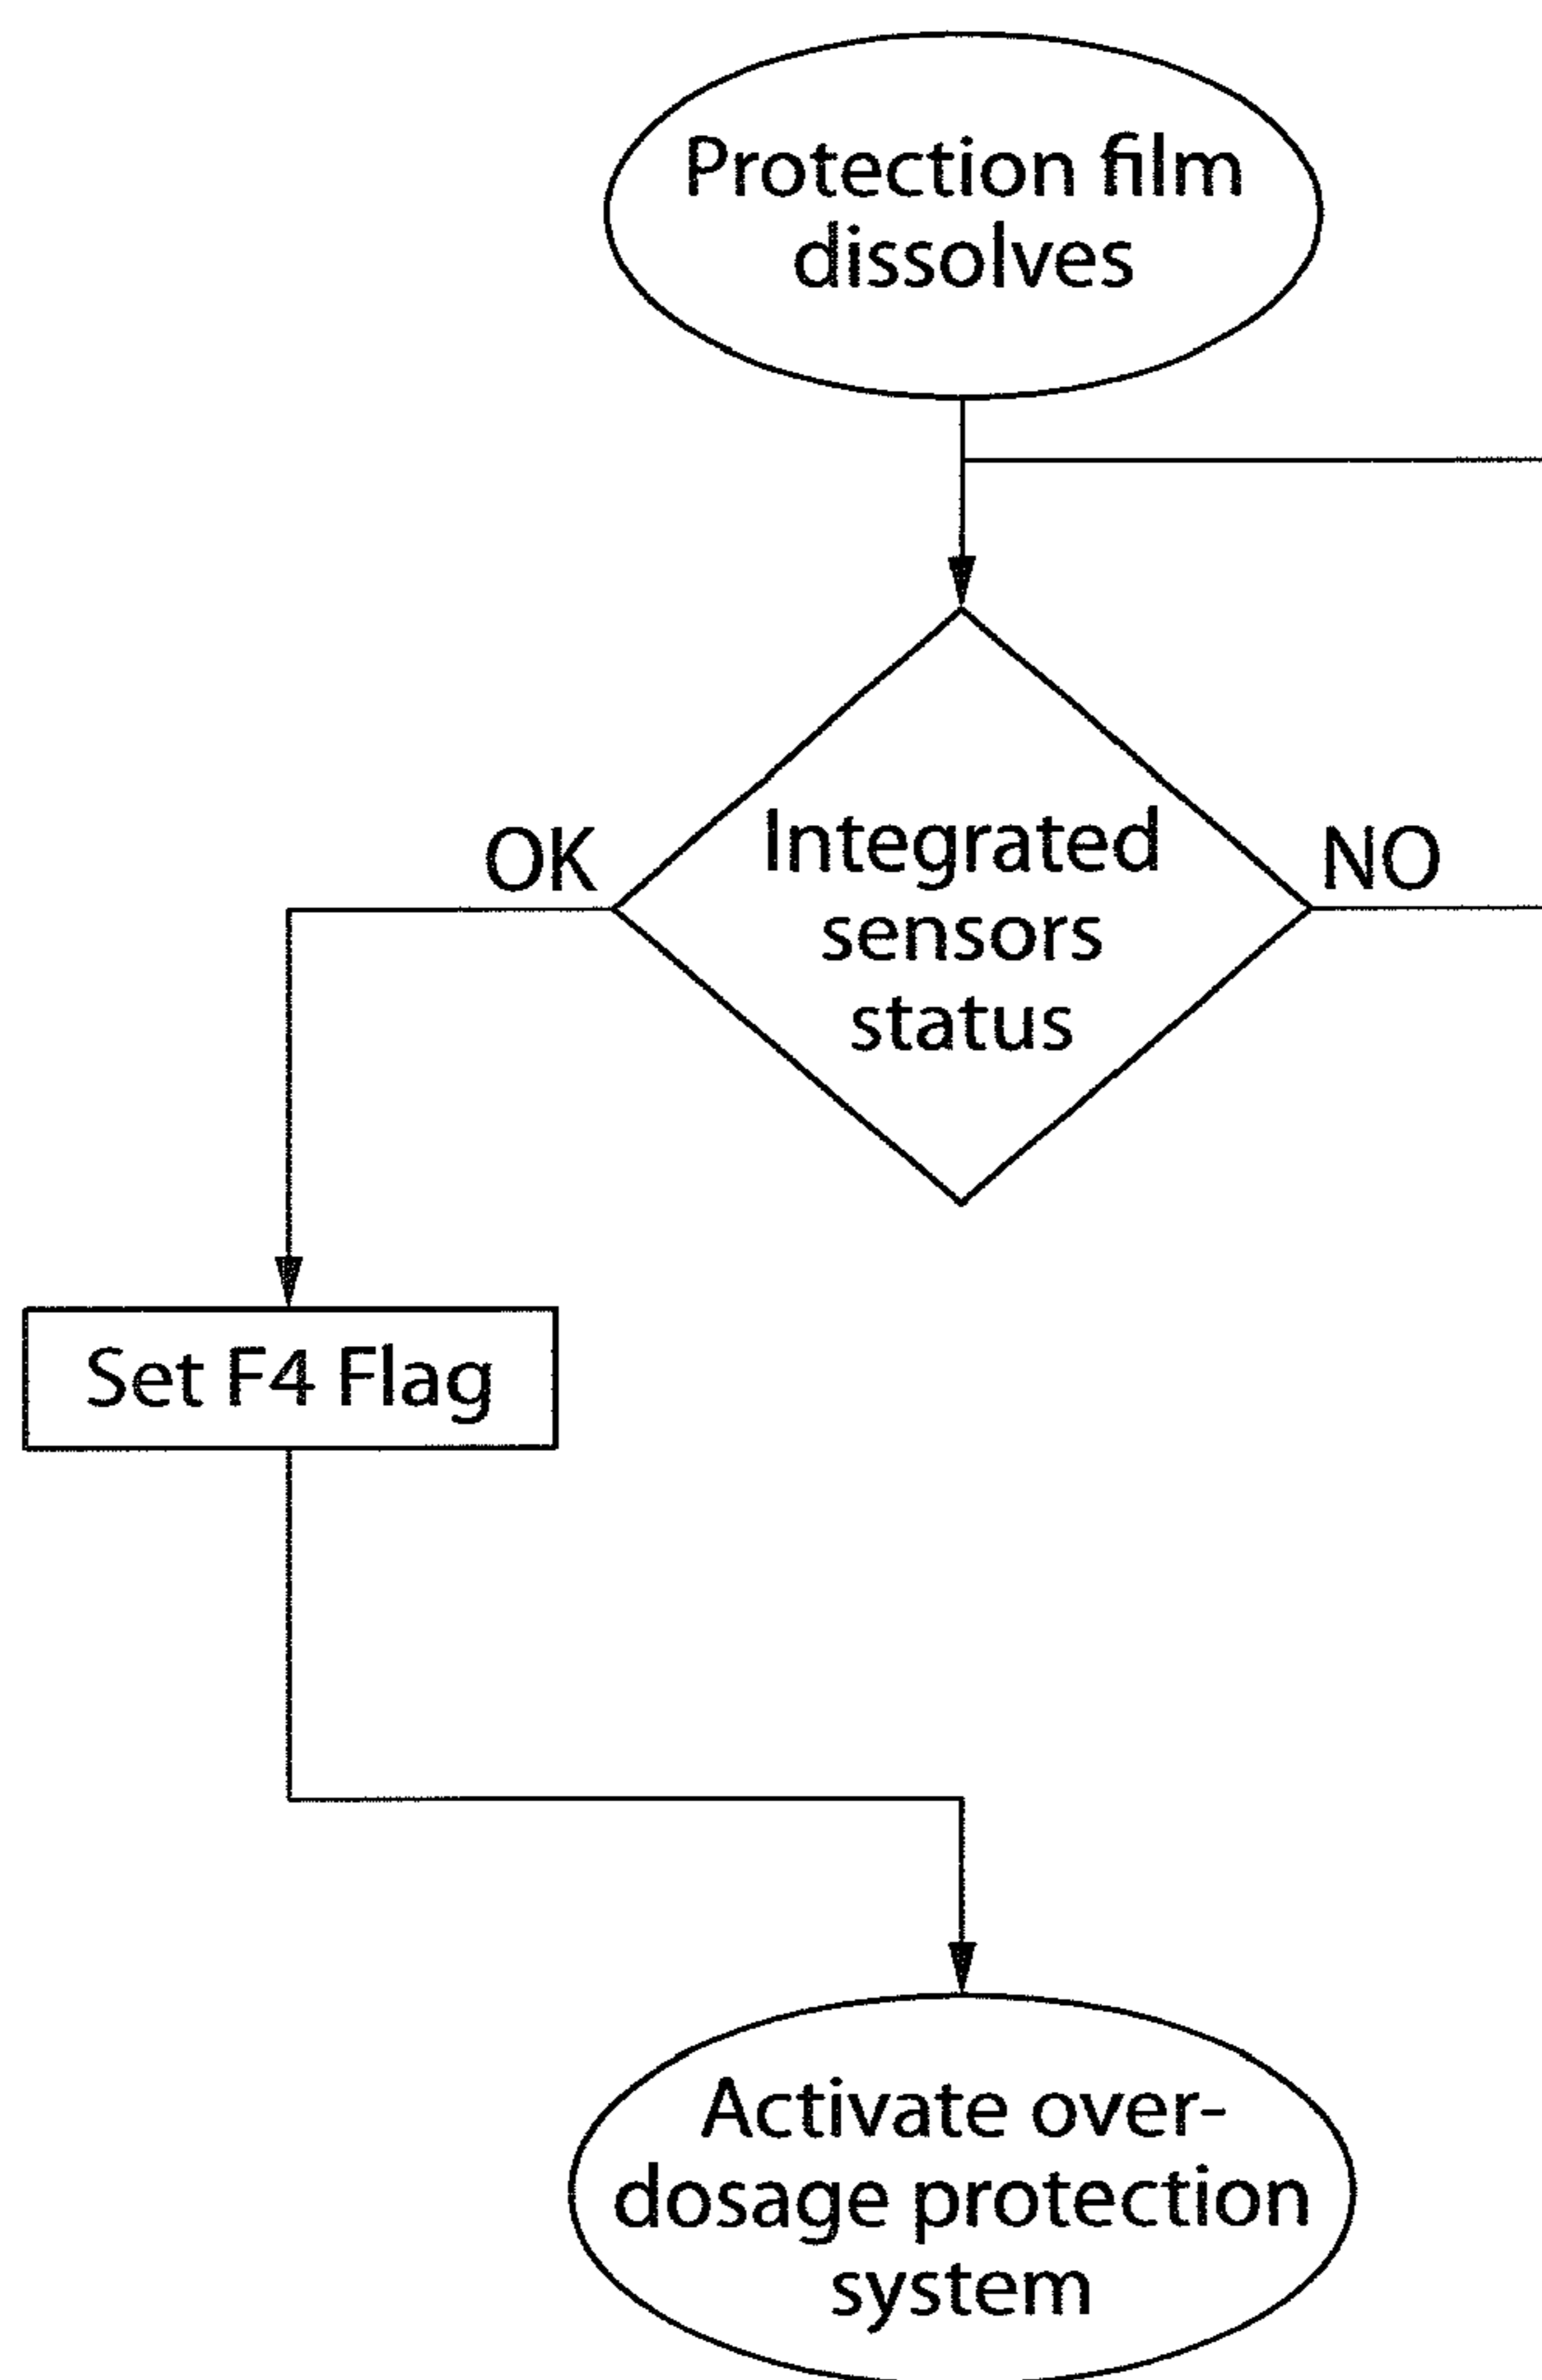 Protection film
dissolves
OK
Integrated
sensors
status
NO
Set F4 Flag
Activate over-
dosage protection
system